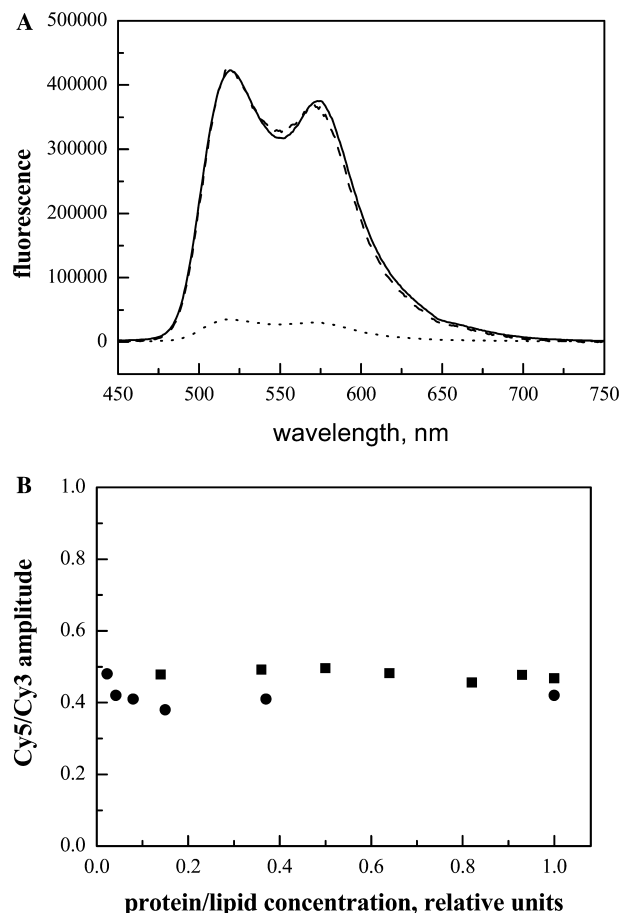 A
500000
400000
300000
200000
100000
0
fluorescence
450 500 550 600 650 700 750
wavelength, nm
B
1.0
0.8
0.6
0.4
0.2
0.0
Cy5/Cy3 amplitude
0.0 0.2 0.4 0.6 0.8 1.0
protein/lipid concentration, relative units